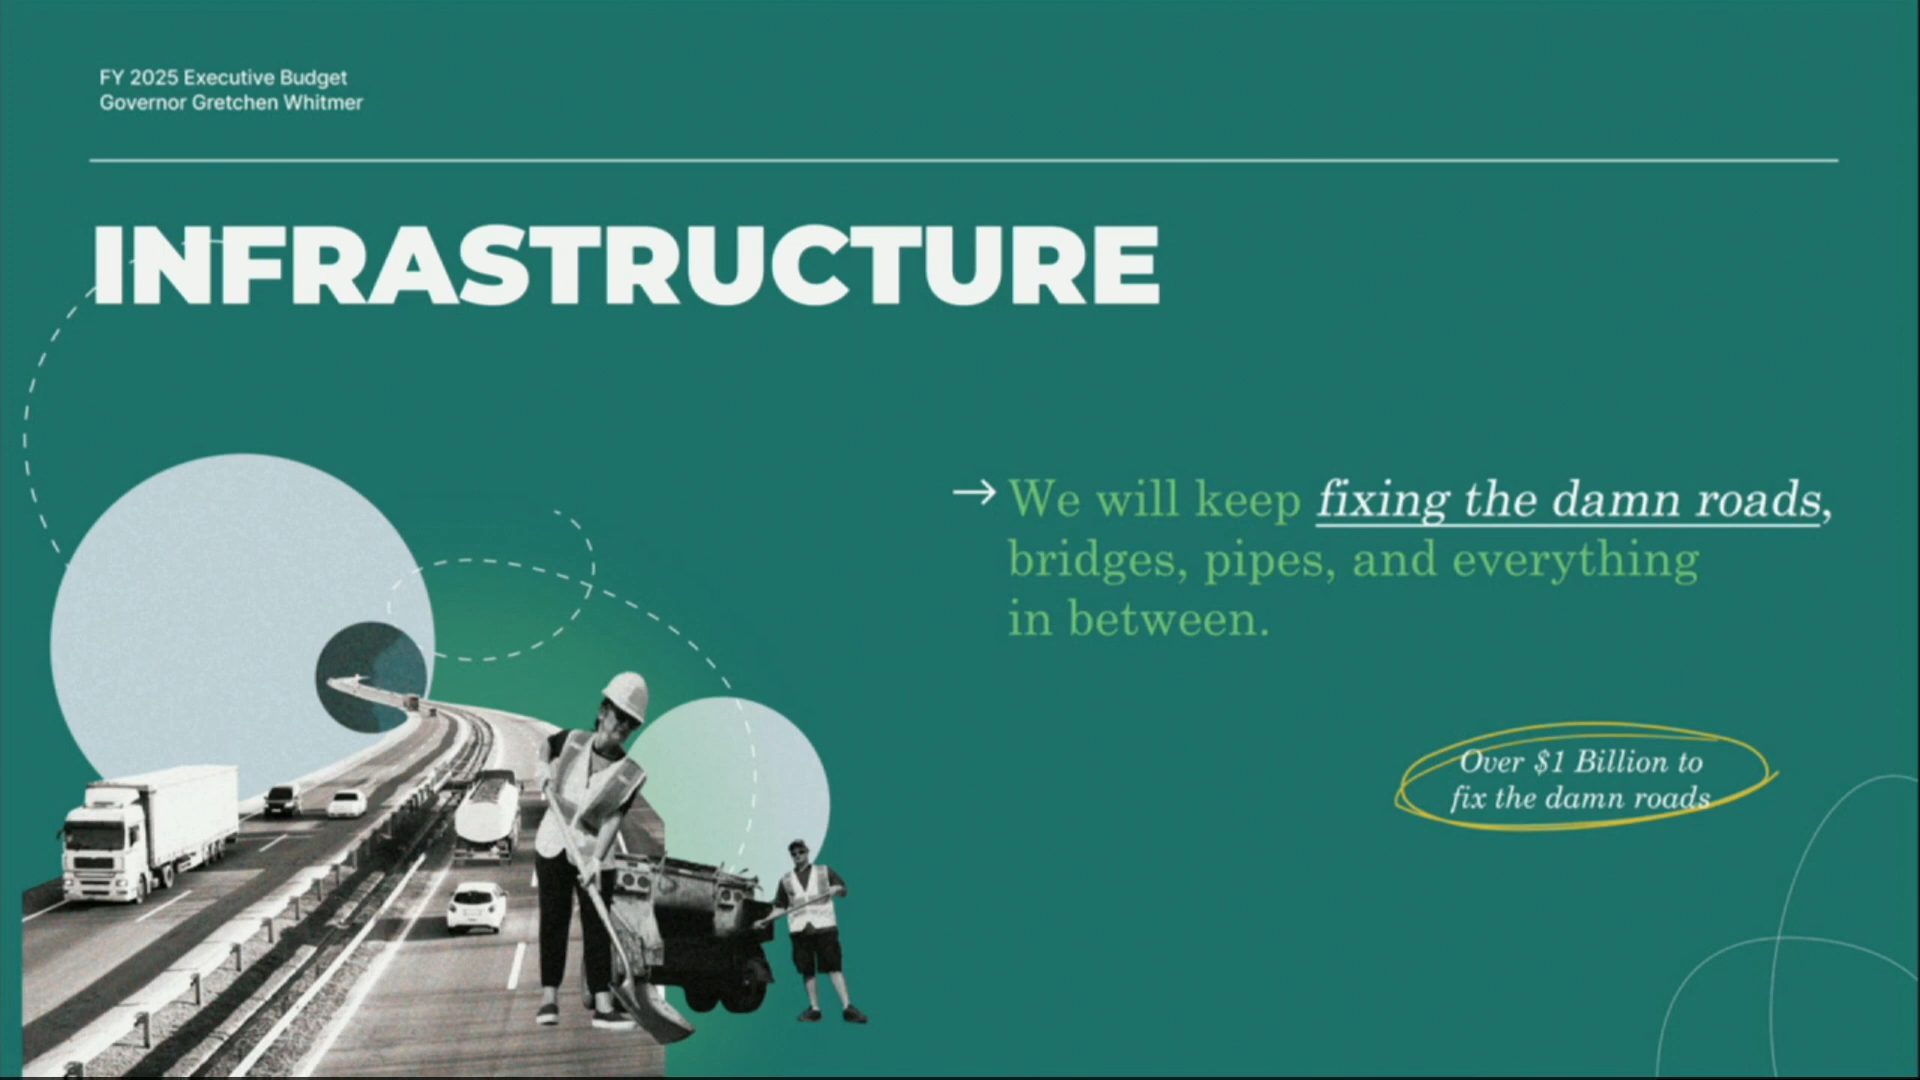 FY 2025 Executive Budget
Governor Gretchen Whitmer
INFRASTRUCTURE
→ We will keep fixing the damn roads,
bridges, pipes, and everything
in between.
Over $1 Billion to
fix the damn roads